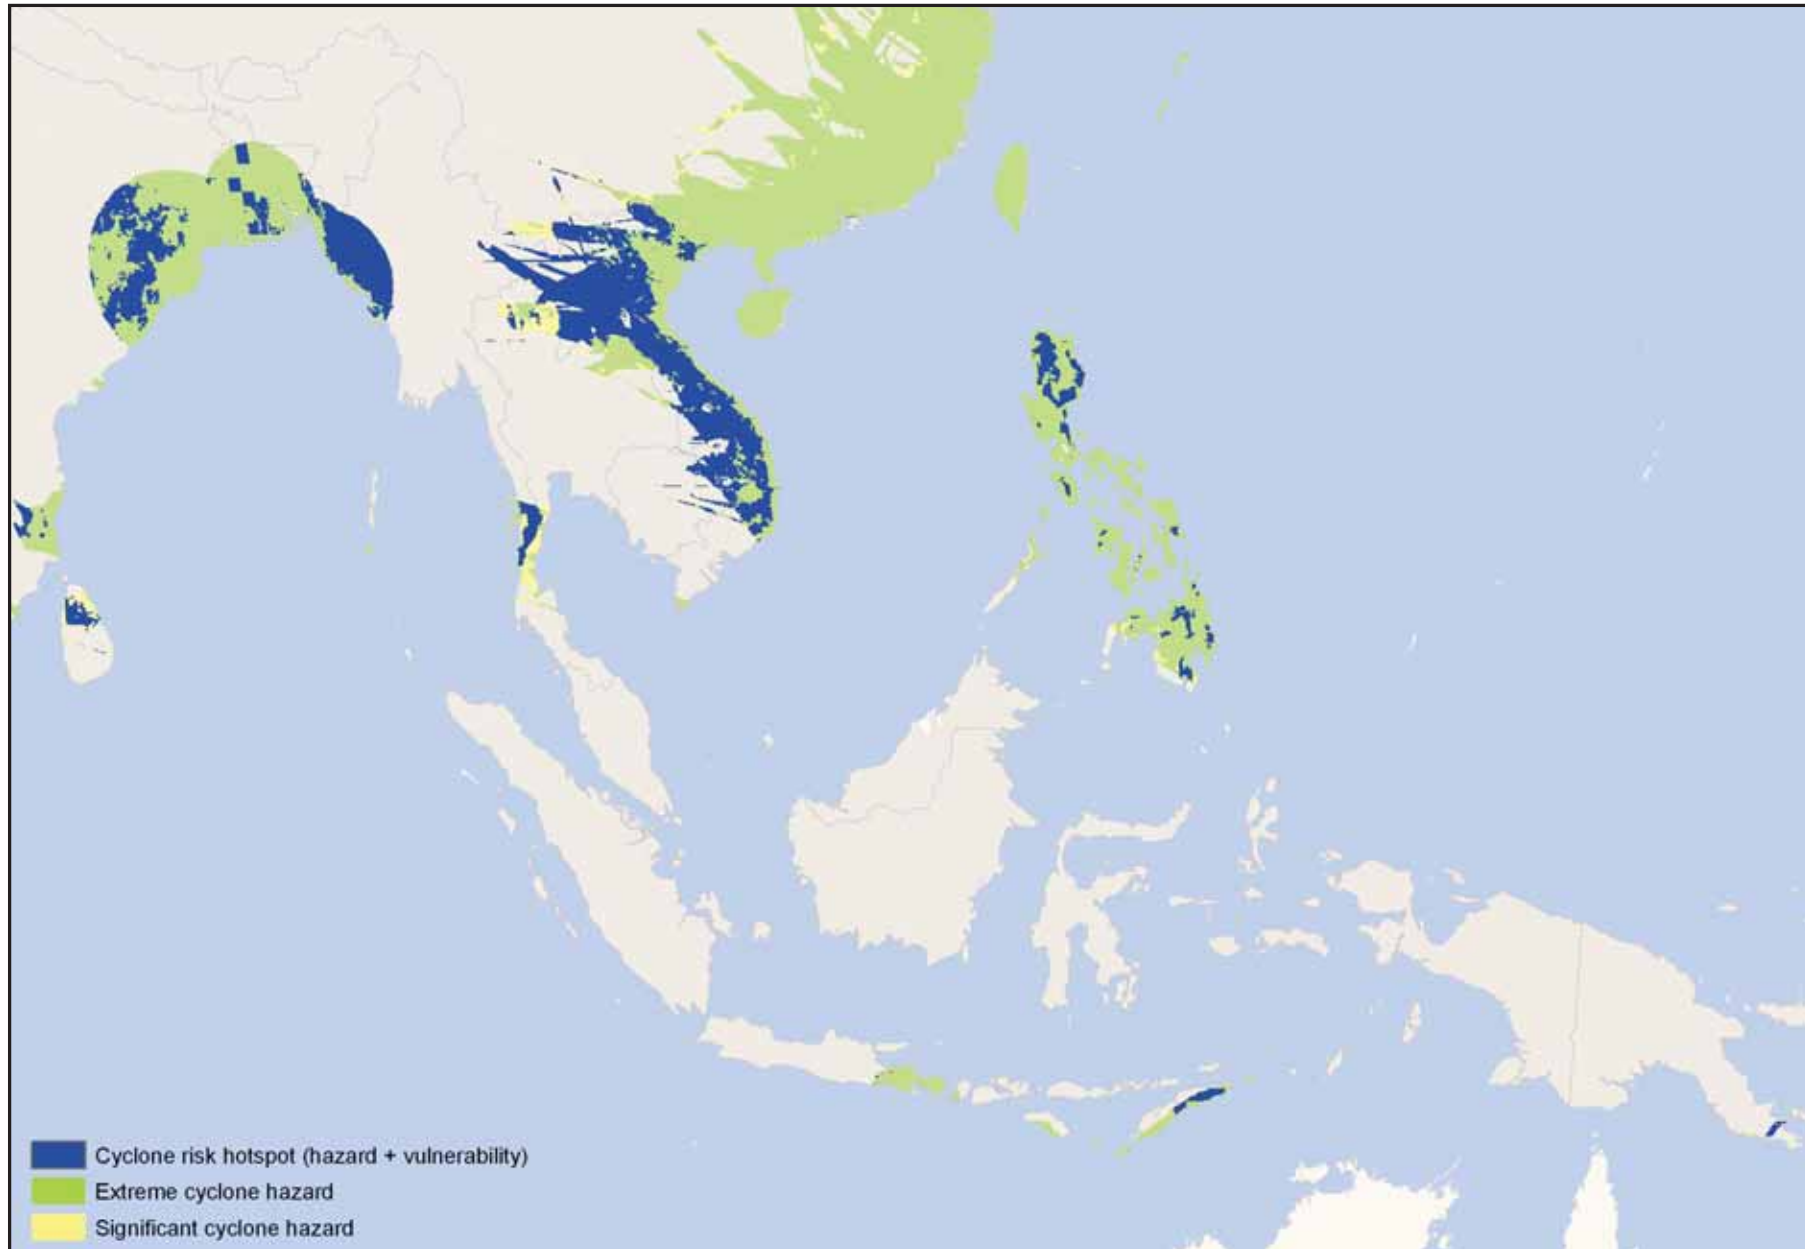 Cyclone risk hotspot (hazard + vulnerability)
Extreme cyclone hazard
Significant cyclone hazard